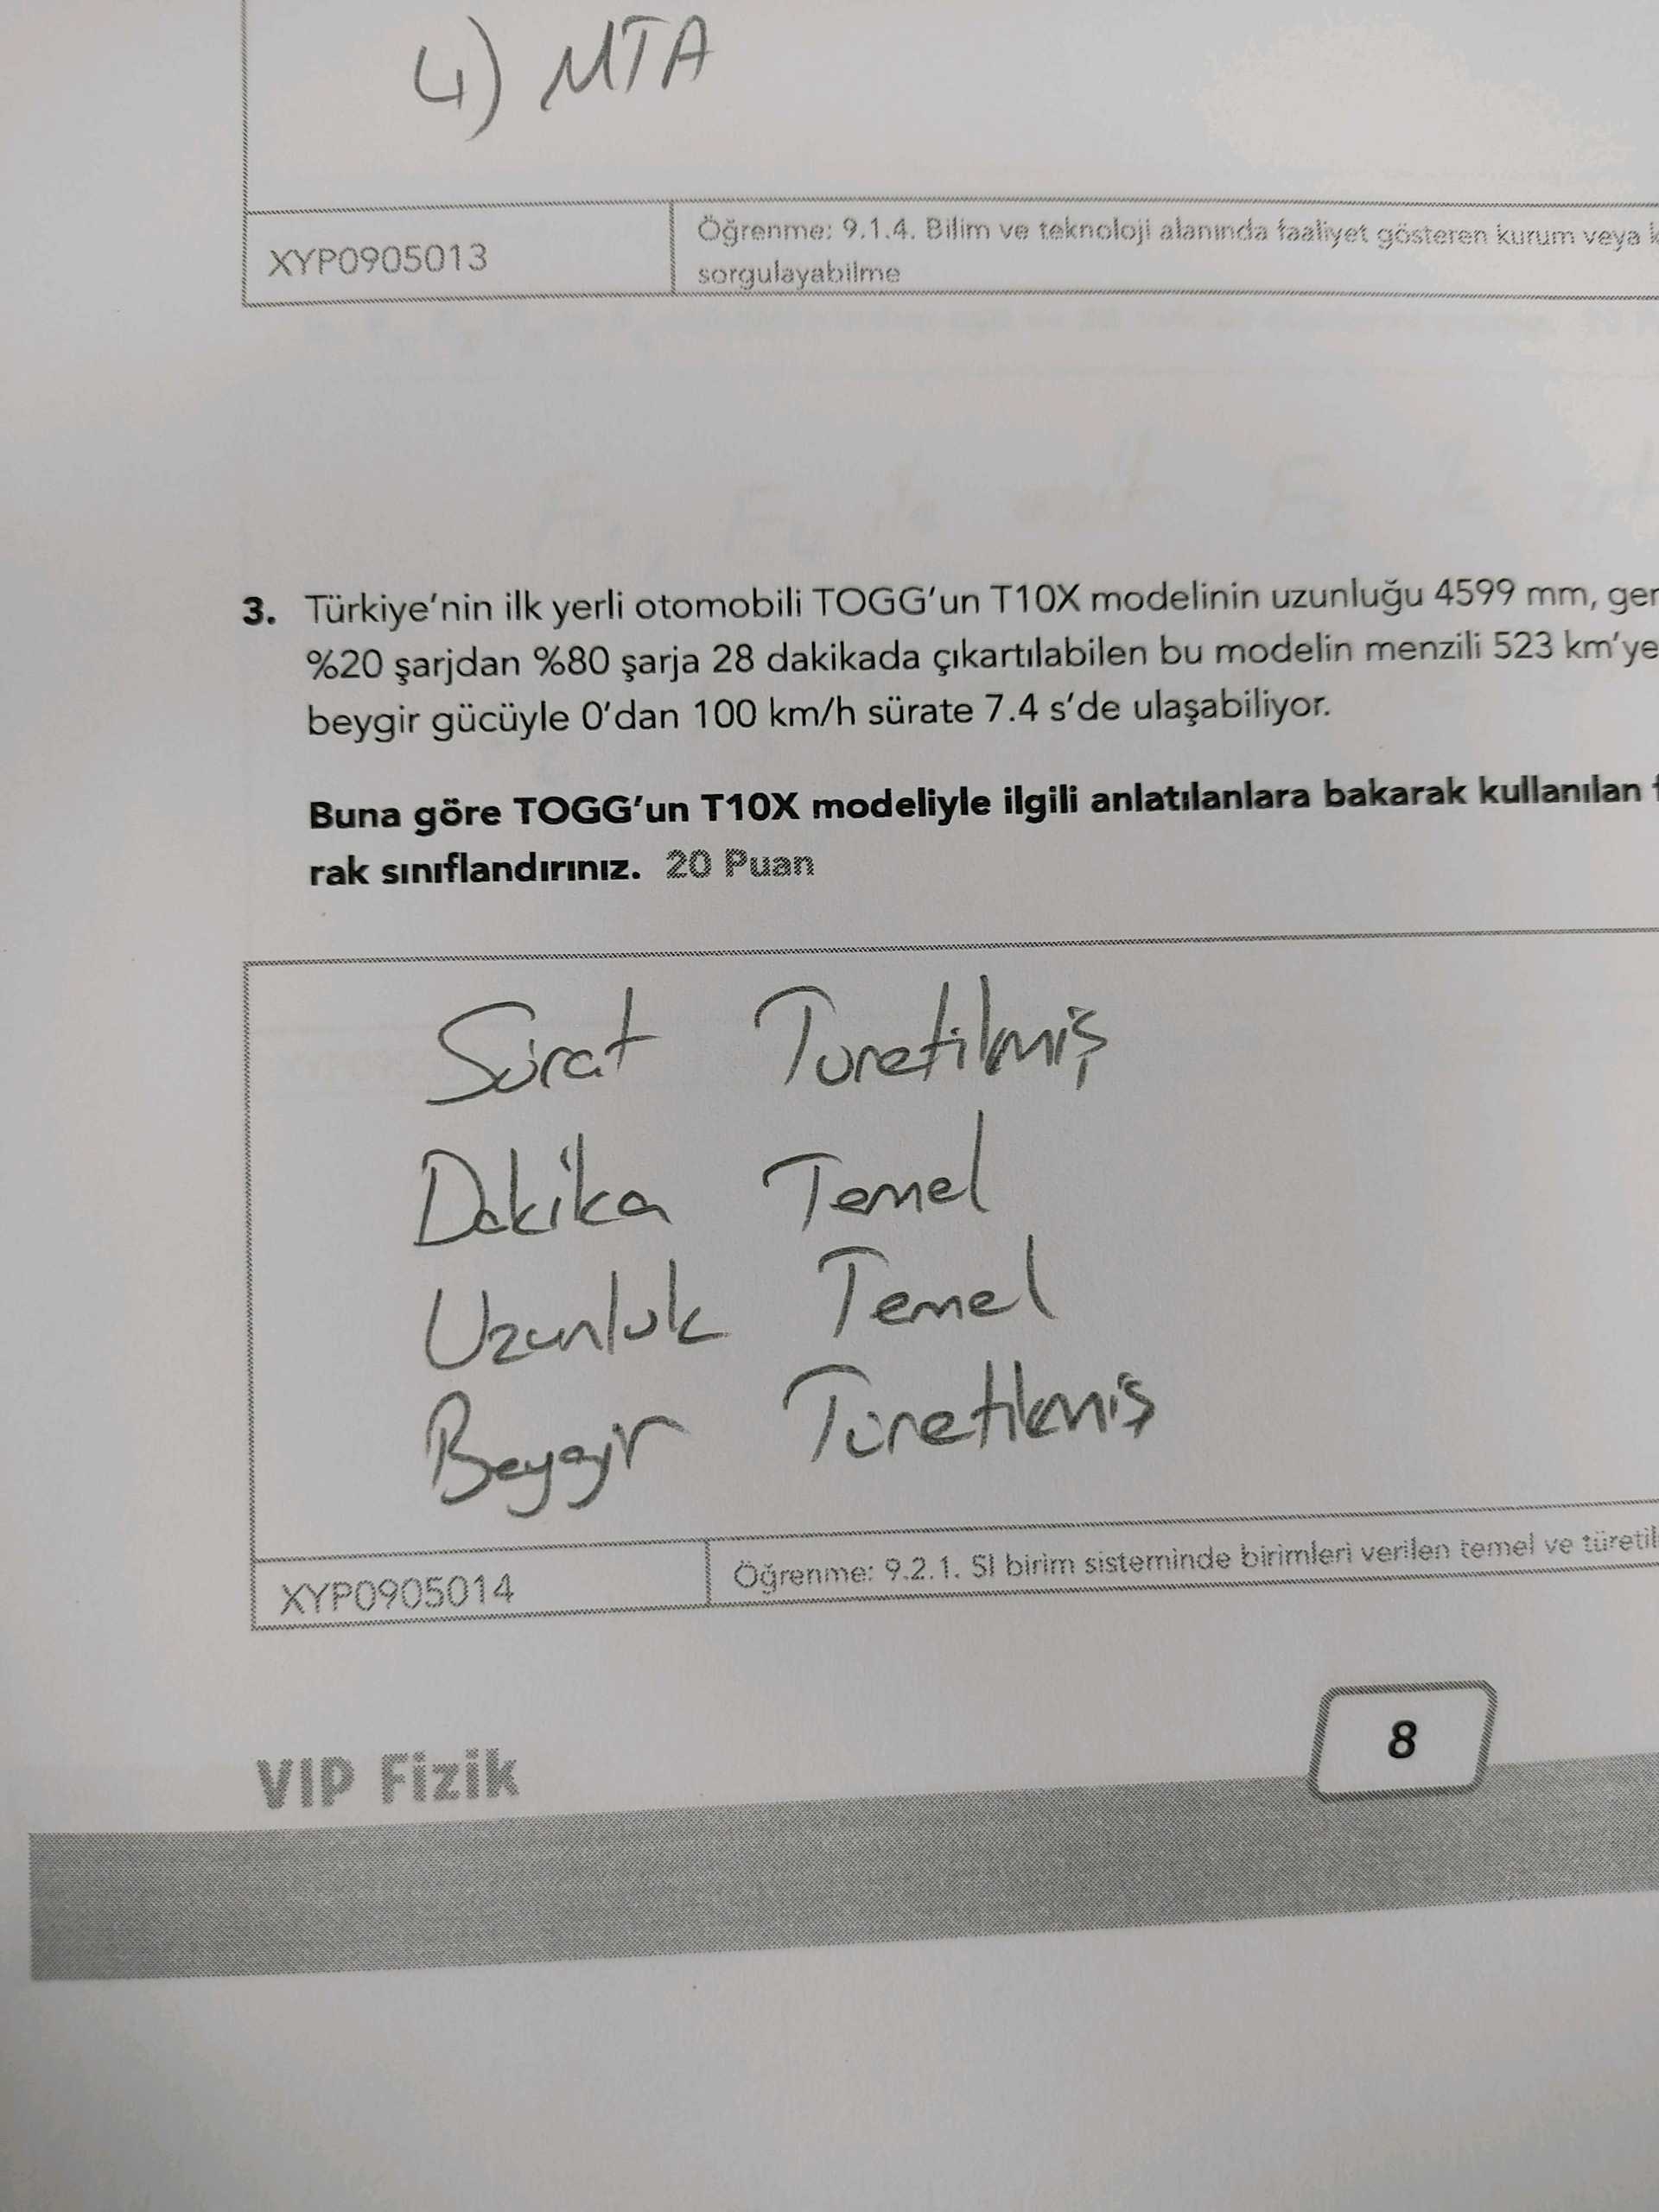 4) MTA
XYP0905013
Öğrenme: 9.1.4. Bilim ve teknoloji alanında faaliyet gösteren kurum veya
sorgulayabilme
3. Türkiye'nin ilk yerli otomobili TOGG'un T10X modelinin uzunluğu 4599 mm,
%20 şarjdan %80 şarja 28 dakikada çıkartılabilen bu modelin menzili 523 km'ye
beygir gücüyle 0'dan 100 km/h sürate 7.4 s'de ulaşabiliyor.
Buna göre TOGG'un T10X modeliyle ilgili anlatılanlara bakarak kullanılan
rak sınıflandırınız. 20 Puan
Sürat Türetilmiş
Dakika Temel
Uzunluk Temel
Beygir Türetilmiş
XYP0905014
Öğrenme: 9.2.1. SI birim sisteminde birimleri verilen temel ve
VIP Fizik
8